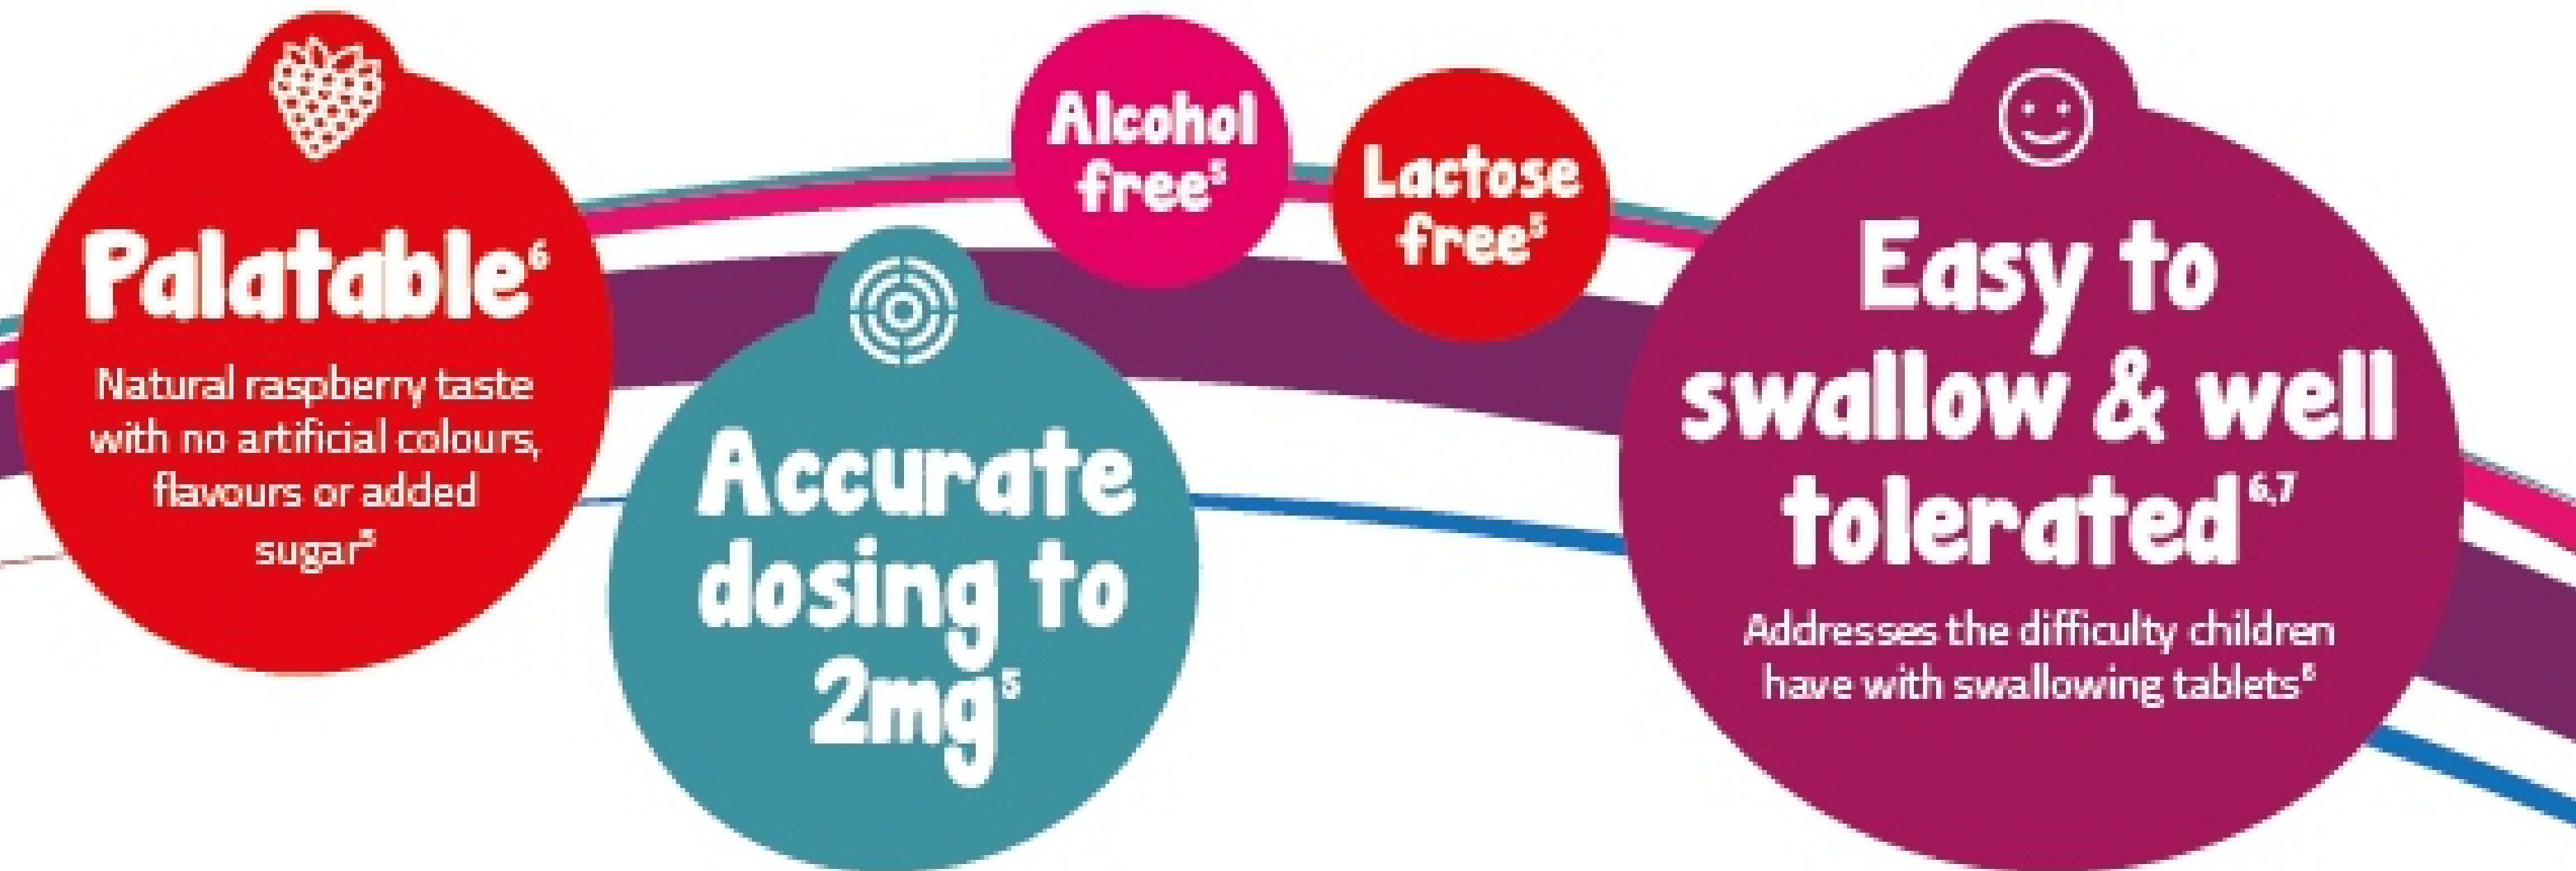 Palatable⁶
Natural raspberry taste
with no artificial colours,
flavours or added
sugar⁵
Accurate
dosing to
2mg⁵
Alcohol
free⁵
Lactose
free⁵
Easy to
swallow & well
tolerated⁶,⁷
Addresses the difficulty children
have with swallowing tablets⁶